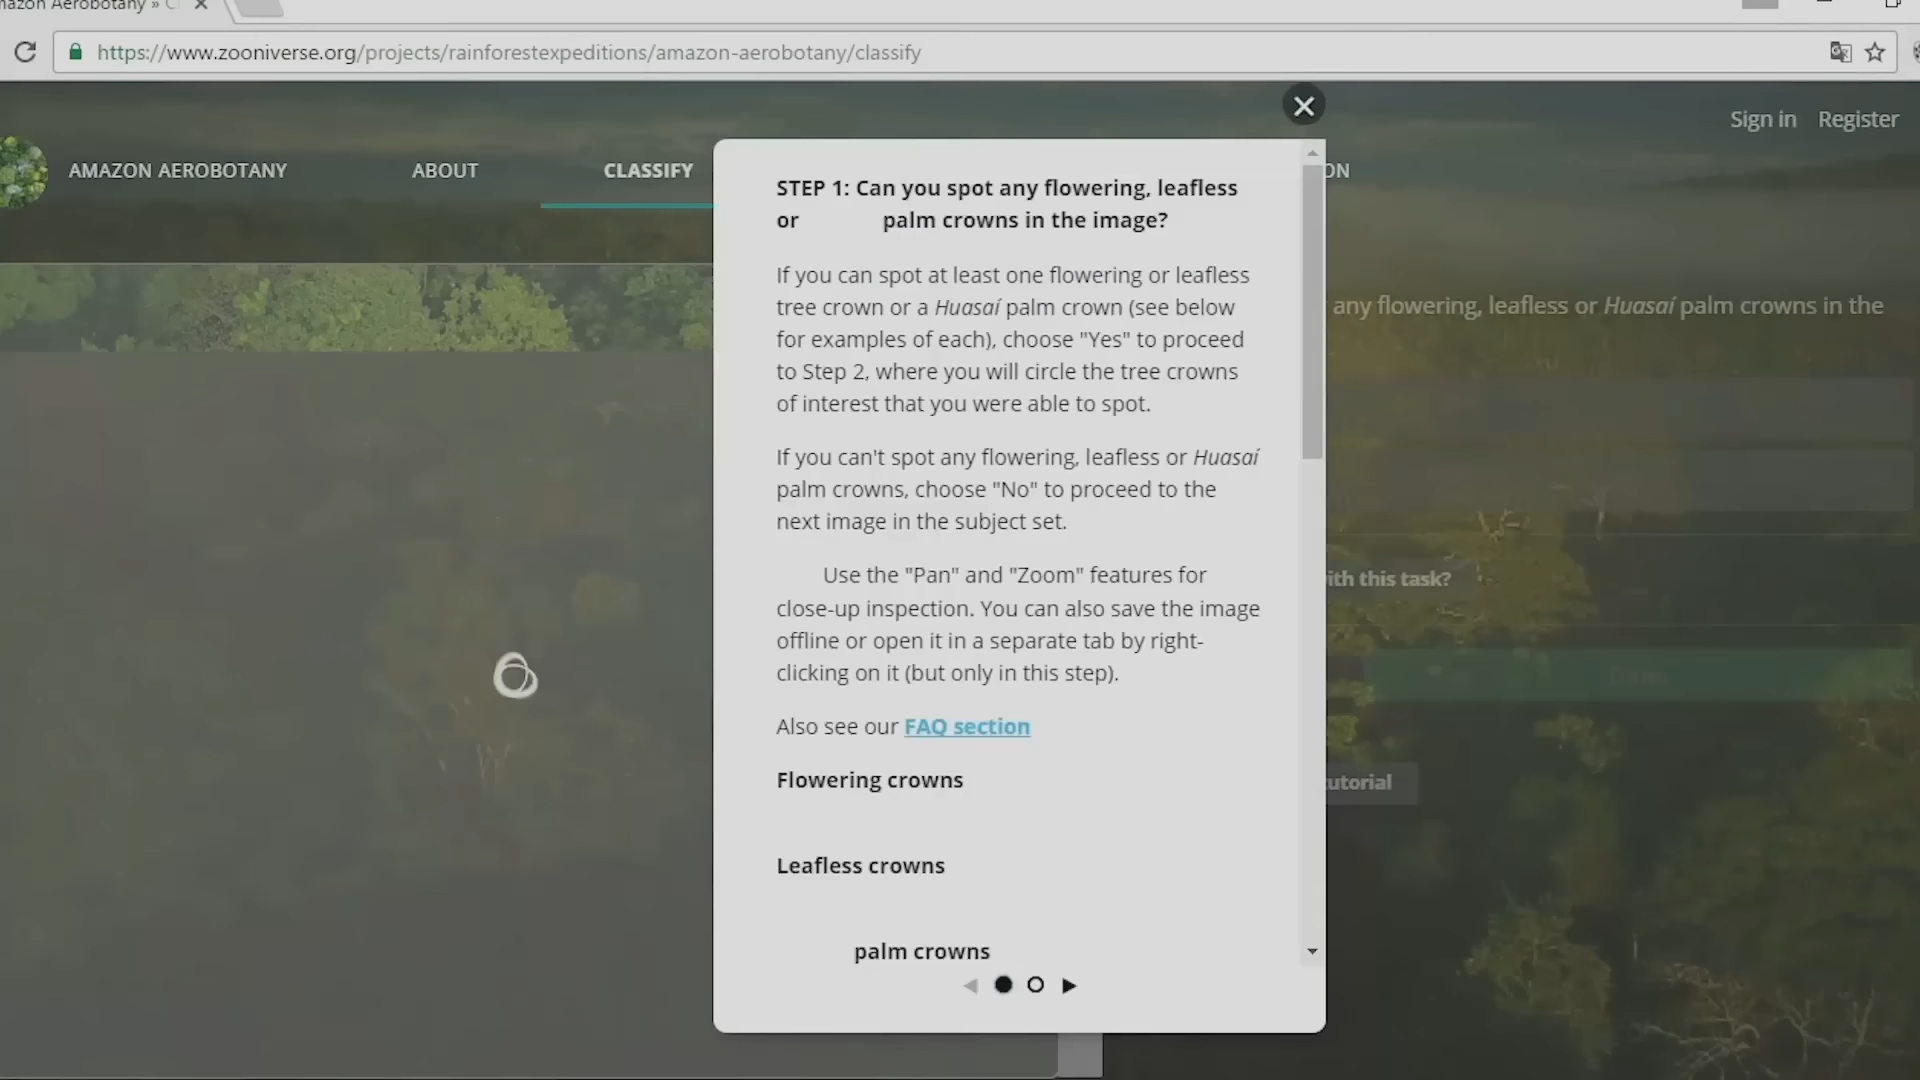 Amazon Aerobotany »
https://www.zooniverse.org/projects/rainforestexpeditions/amazon-aerobotany/classify
Sign in Register
AMAZON AEROBOTANY ABOUT CLASSIFY
STEP 1: Can you spot any flowering, leafless
or palm crowns in the image?
If you can spot at least one flowering or leafless
tree crown or a Huasaí palm crown (see below
for examples of each), choose "Yes" to proceed
to Step 2, where you will circle the tree crowns
of interest that you were able to spot.
If you can't spot any flowering, leafless or Huasaí
palm crowns, choose "No" to proceed to the
next image in the subject set.
Use the "Pan" and "Zoom" features for
close-up inspection. You can also save the image
offline or open it in a separate tab by right-
clicking on it (but only in this step).
Also see our FAQ section
Flowering crowns
Leafless crowns
palm crowns
any flowering, leafless or Huasaí palm crowns in the
with this task?
tutorial